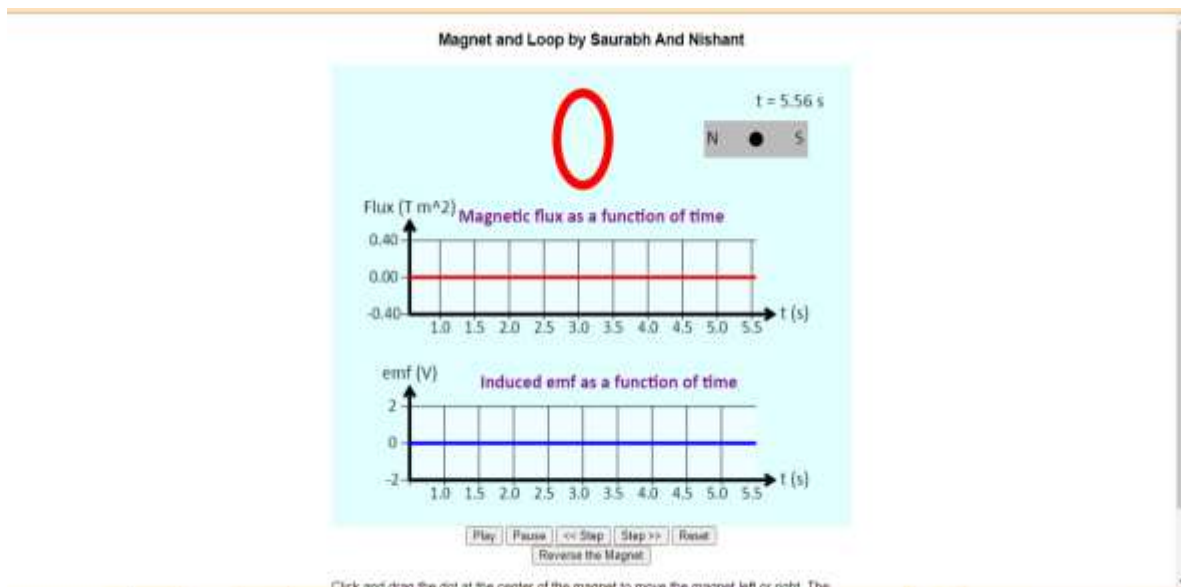 Magnet and Loop by Saurabh And Nishant
t = 5.56 s
N S
Flux (T m^2)
Magnetic flux as a function of time
0.40
0.00
-0.40
t (s)
1.0 1.5 2.0 2.5 3.0 3.5 4.0 4.5 5.0 5.5
emf (V)
Induced emf as a function of time
2
0
-2
t (s)
1.0 1.5 2.0 2.5 3.0 3.5 4.0 4.5 5.0 5.5
Play Pause << Step Step >> Reset
Reverse the Magnet
Click and drag the dot at the center of the magnet to move the magnet left or right. The